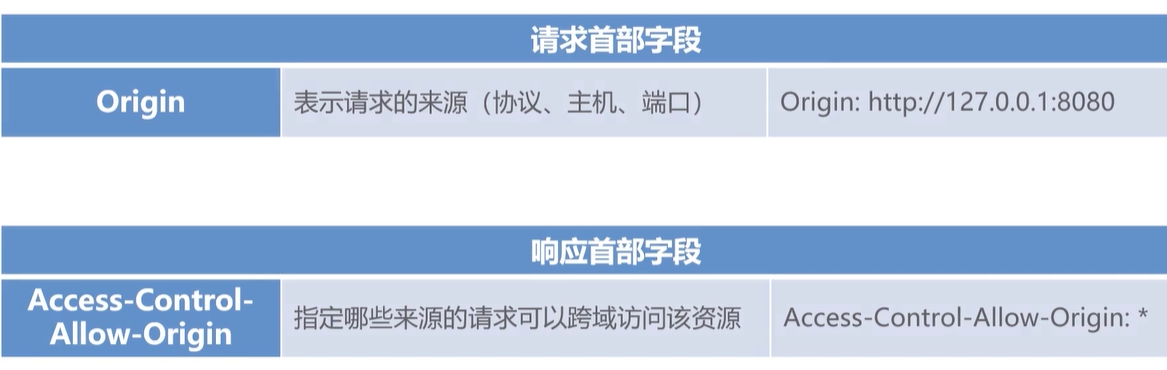 请求首部字段
Origin 表示请求的来源（协议、主机、端口） Origin: http://127.0.0.1:8080
响应首部字段
Access-Control-
Allow-Origin
指定哪些来源的请求可以跨域访问该资源 Access-Control-Allow-Origin: *